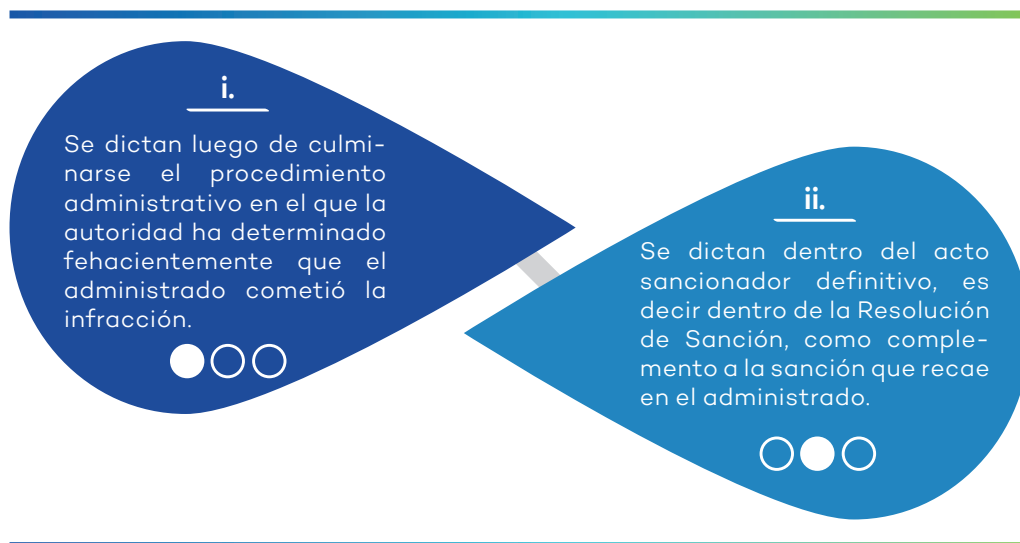 i.
Se dictan luego de culmi-
narse el procedimiento
administrativo en el que la
autoridad ha determinado
fehacientemente que el
administrado cometió la
infracción.
ii.
Se dictan dentro del acto
sancionador definitivo, es
decir dentro de la Resolución
de Sanción, como comple-
mento a la sanción que recae
en el administrado.